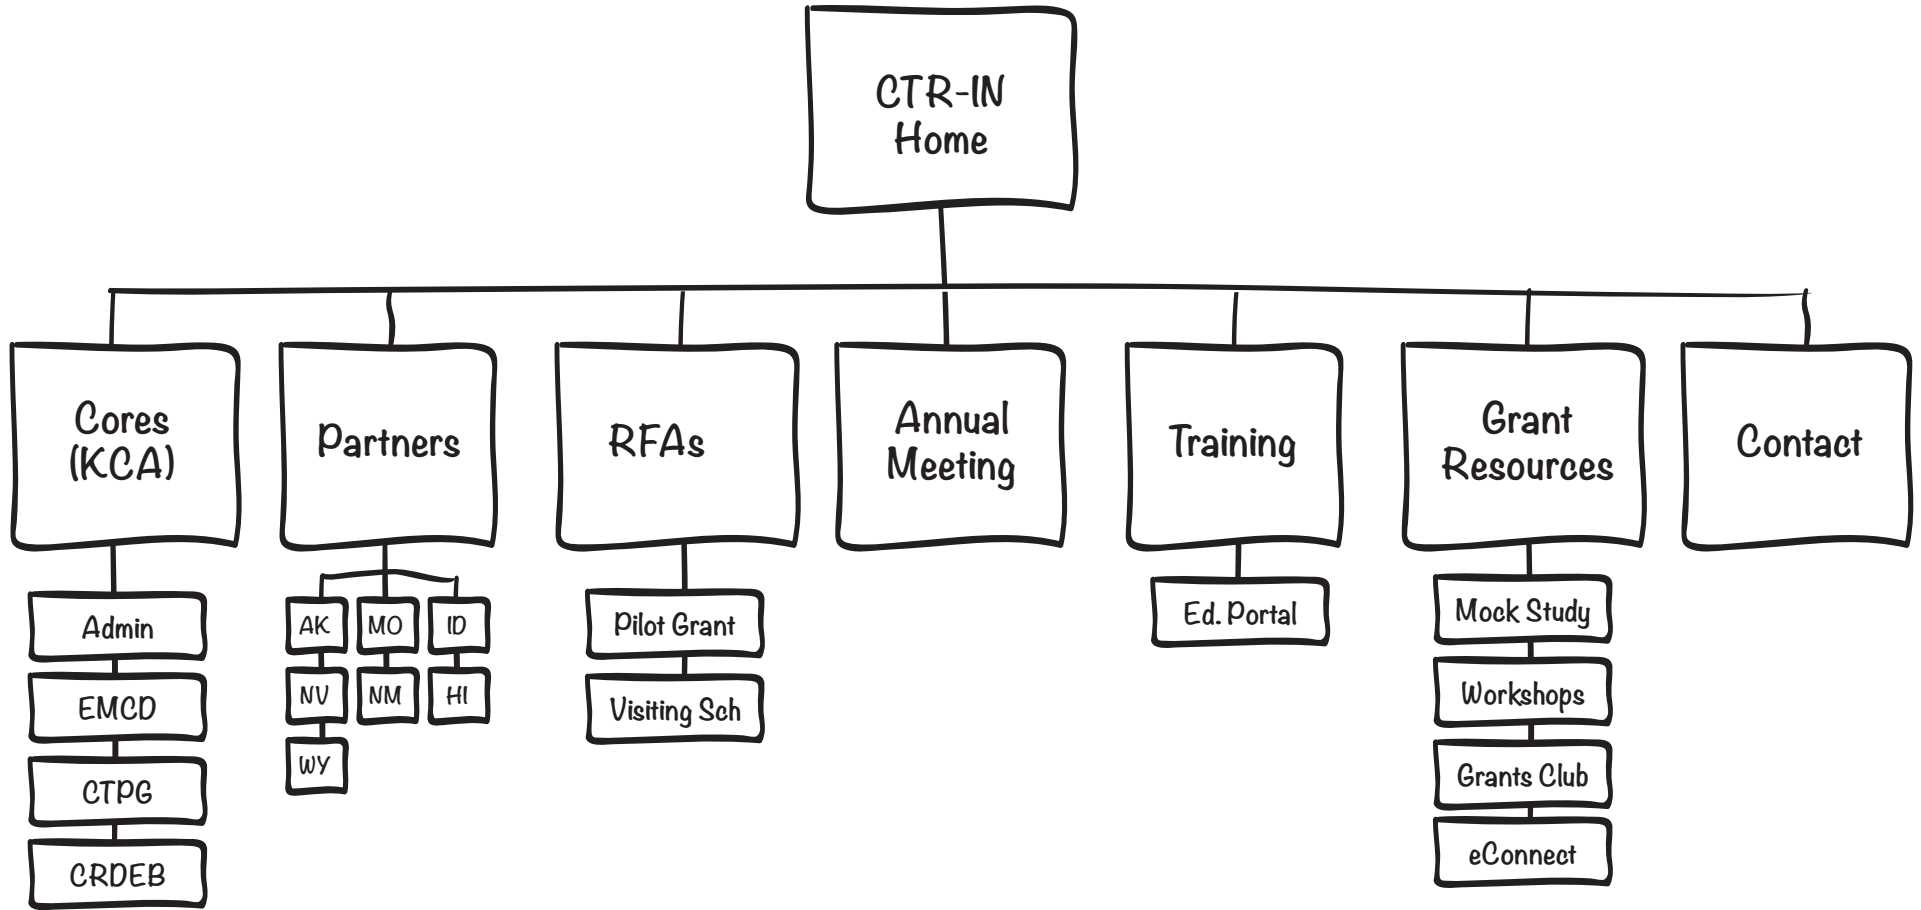 CTR-IN
Home
Cores
(KCA)
Partners
RFAs
Annual
Meeting
Training
Grant
Resources
Contact
Admin
EMCD
CTPG
CRDEB
AK
MO
ID
NV
NM
HI
WY
Pilot Grant
Visiting Sch
Ed. Portal
Mock Study
Workshops
Grants Club
eConnect